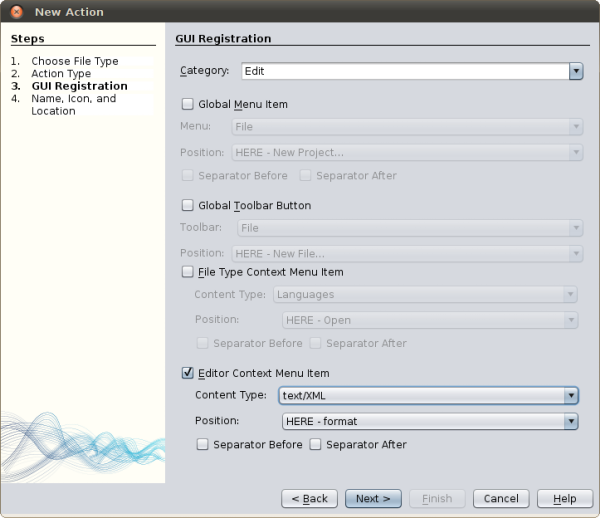 New Action
Steps
1. Choose File Type
2. Action Type
3. GUI Registration
4. Name, Icon, and
Location
GUI Registration
Category: Edit
Global Menu Item
Menu: File
Position: HERE - New Project...
Separator Before Separator After
Global Toolbar Button
Toolbar: File
Position: HERE - New File...
File Type Context Menu Item
Content Type: Languages
Position: HERE - Open
Separator Before Separator After
Editor Context Menu Item
Content Type: text/XML
Position: HERE - format
Separator Before Separator After
< Back Next > Finish Cancel Help